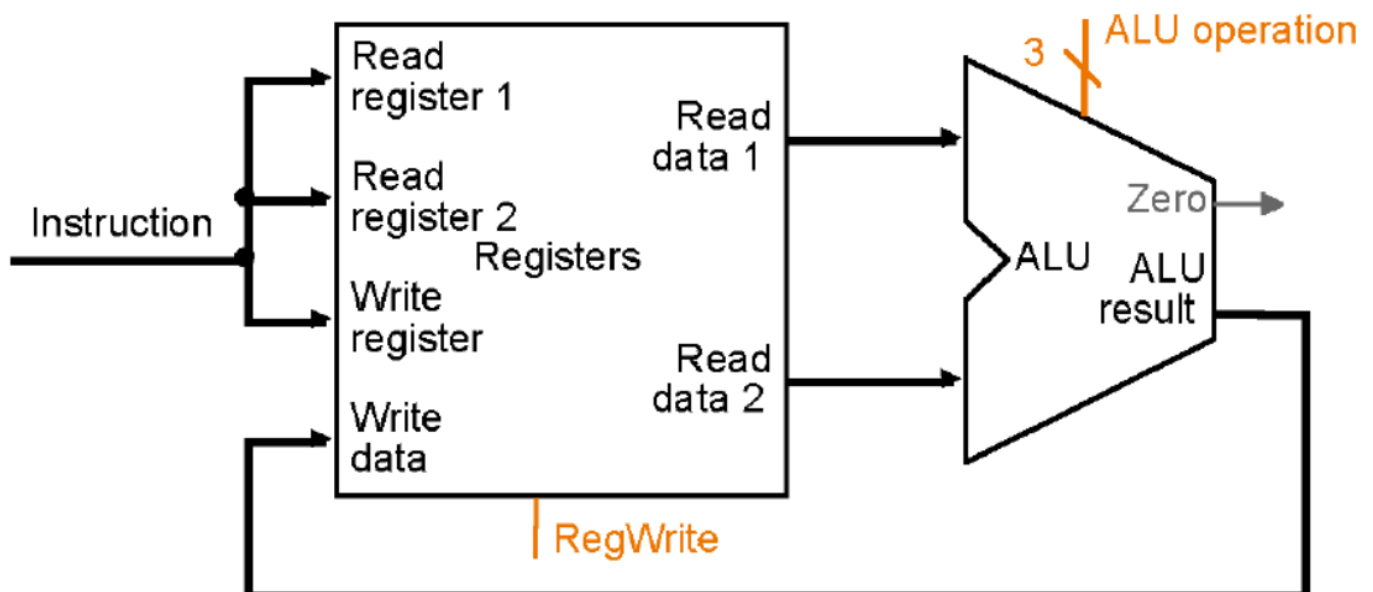 Instruction
Read
register 1
Read
register 2
Registers
Write
register
Write
data
Read
data 1
Read
data 2
RegWrite
3
ALU operation
Zero
ALU
ALU
result